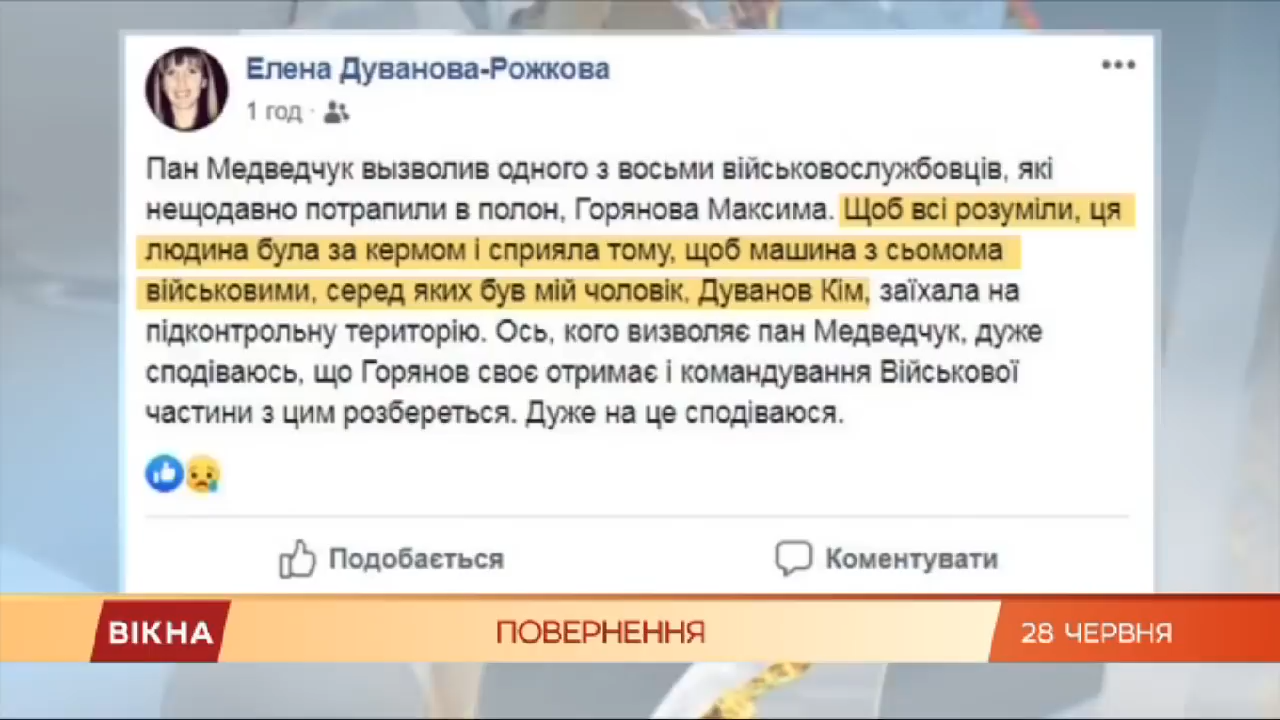 Елена Дуванова-Рожкова
1 год ·
Пан Медведчук вызволив одного з восьми військовослужбовців, які
нещодавно потрапили в полон, Горянова Максима. Щоб всі розуміли, ця
людина була за кермом і сприяла тому, щоб машина з сьомома
військовими, серед яких був мій чоловік, Дуванов Кім, заїхала на
підконтрольну територію. Ось, кого визволяє пан Медведчук, дуже
сподіваюсь, що Горянов своє отримає і командування Військової
частини з цим розбереться. Дуже на це сподіваюся.
Подобається
Коментувати
ВІКНА
ПОВЕРНЕННЯ
28 ЧЕРВНЯ